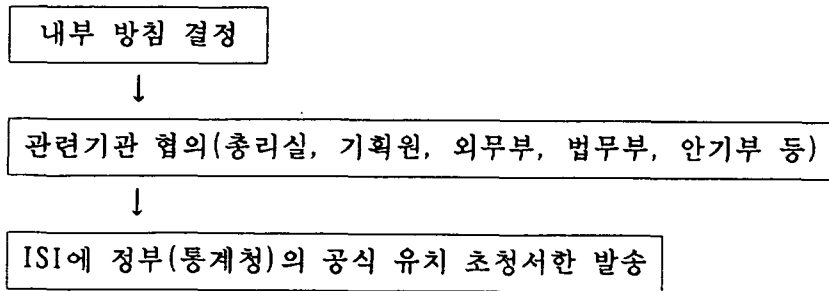 내부 방침 결정
↓
관련기관 협의(총리실, 기획원, 외무부, 법무부, 안기부 등)
↓
ISI에 정부(통계청)의 공식 유치 초청서한 발송